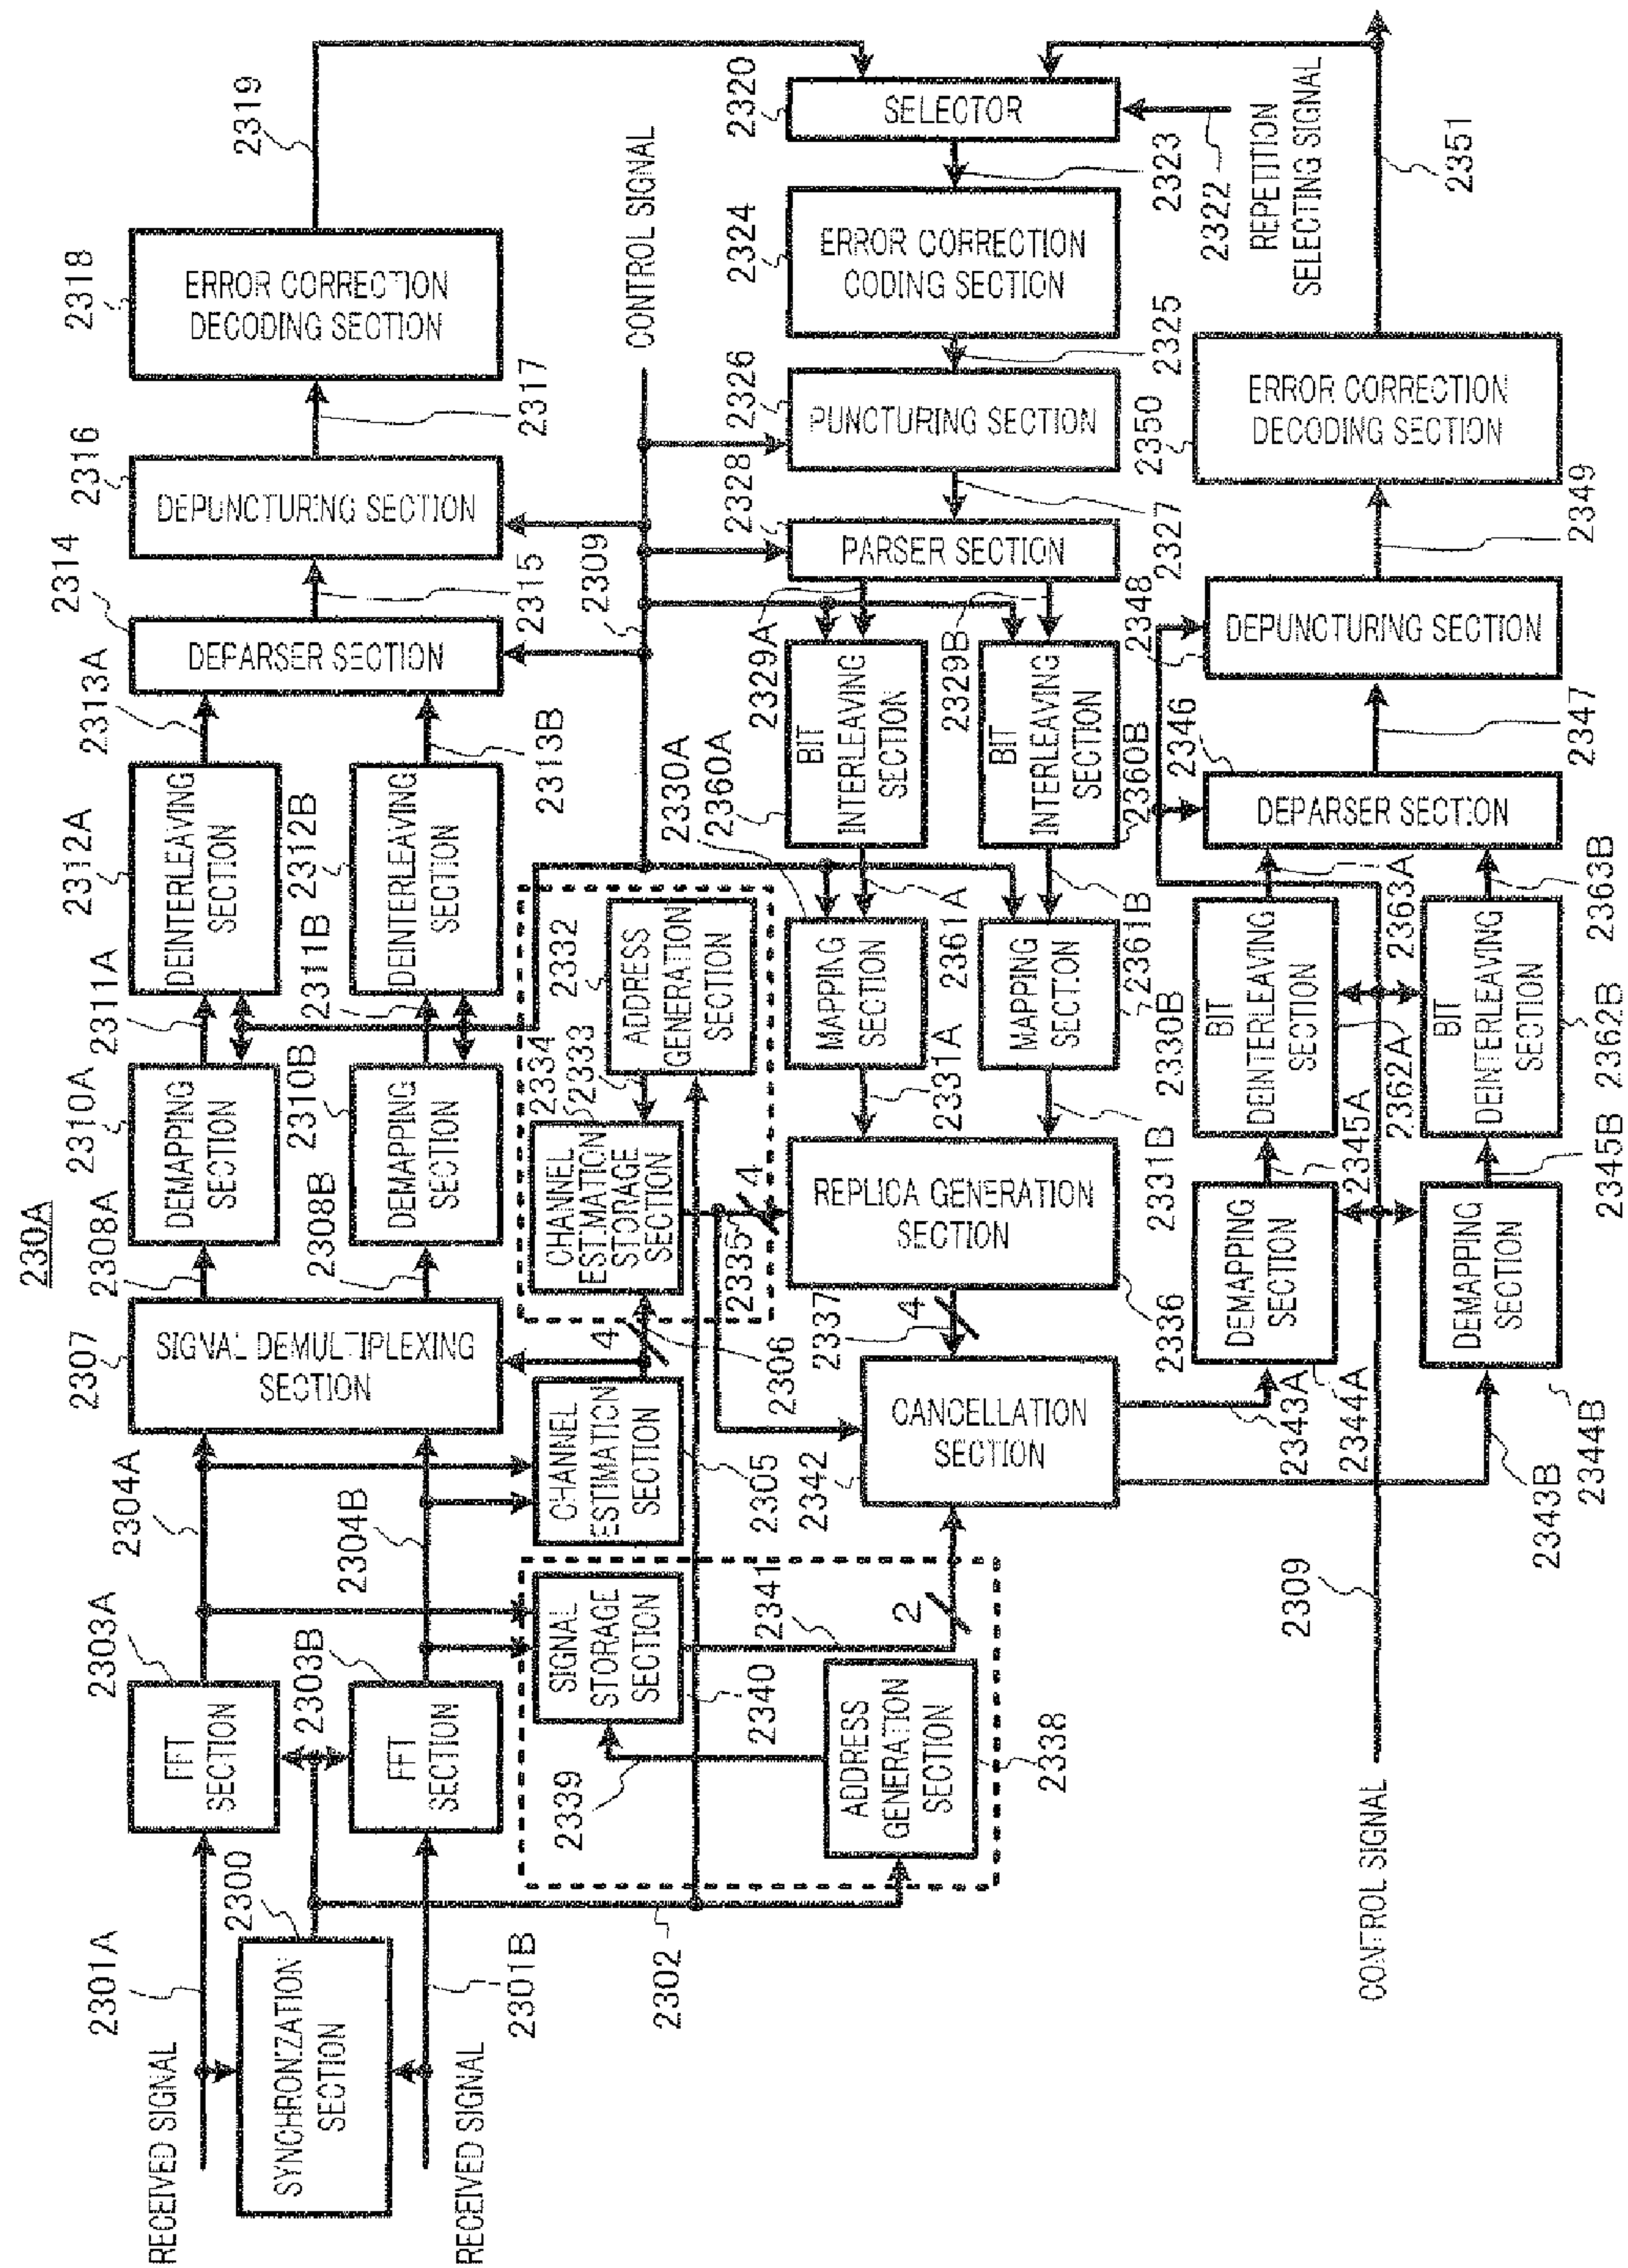 230A
RECEIVED SIGNAL
2301A
RECEIVED SIGNAL
2301B
SYNCHRONIZATION
SECTION
2300
2302
FFT
SECTION
2303A
FFT
SECTION
2303B
2304A
2304B
SIGNAL DEMULTIPLEXING
SECTION
2307
2308A
2308B
DEMAPPING
SECTION
2310A
DEMAPPING
SECTION
2310B
2311A
2311B
DEINTERLEAVING
SECTION
2312A
DEINTERLEAVING
SECTION
2312B
2313A
2313B
DEPARSER SECTION
2314
2315
DEPUNCTURING SECTION
2316
2317
ERROR CORRECTION
DECODING SECTION
2318
2319
SIGNAL
STORAGE
SECTION
2340
2341
2
2339
ADDRESS
GENERATION
SECTION
2338
CHANNEL
ESTIMATION
SECTION
2305
4
2306
CHANNEL
ESTIMATION
STORAGE
SECTION
2334
2333
ADDRESS
GENERATION
SECTION
2332
2335
4
2309
CONTROL SIGNAL
CANCELLATION
SECTION
2342
2337
4
REPLICA GENERATION
SECTION
2336
2331A
2331B
MAPPING
SECTION
2330A
MAPPING
SECTION
2330B
2361A
2361B
BIT
INTERLEAVING
SECTION
2360A
BIT
INTERLEAVING
SECTION
2360B
2329A
2329B
PARSER SECTION
2328
2327
PUNCTURING SECTION
2326
2325
ERROR CORRECTION
CODING SECTION
2324
2323
SELECTOR
2320
2322
REPETITION
SELECTING SIGNAL
CONTROL SIGNAL
2309
2343A
2343B
DEMAPPING
SECTION
2344A
DEMAPPING
SECTION
2344B
2345A
2345B
BIT
DEINTERLEAVING
SECTION
2362A
BIT
DEINTERLEAVING
SECTION
2362B
2363A
2363B
DEPARSER SECTION
2346
2347
DEPUNCTURING SECTION
2348
2349
ERROR CORRECTION
DECODING SECTION
2350
2351